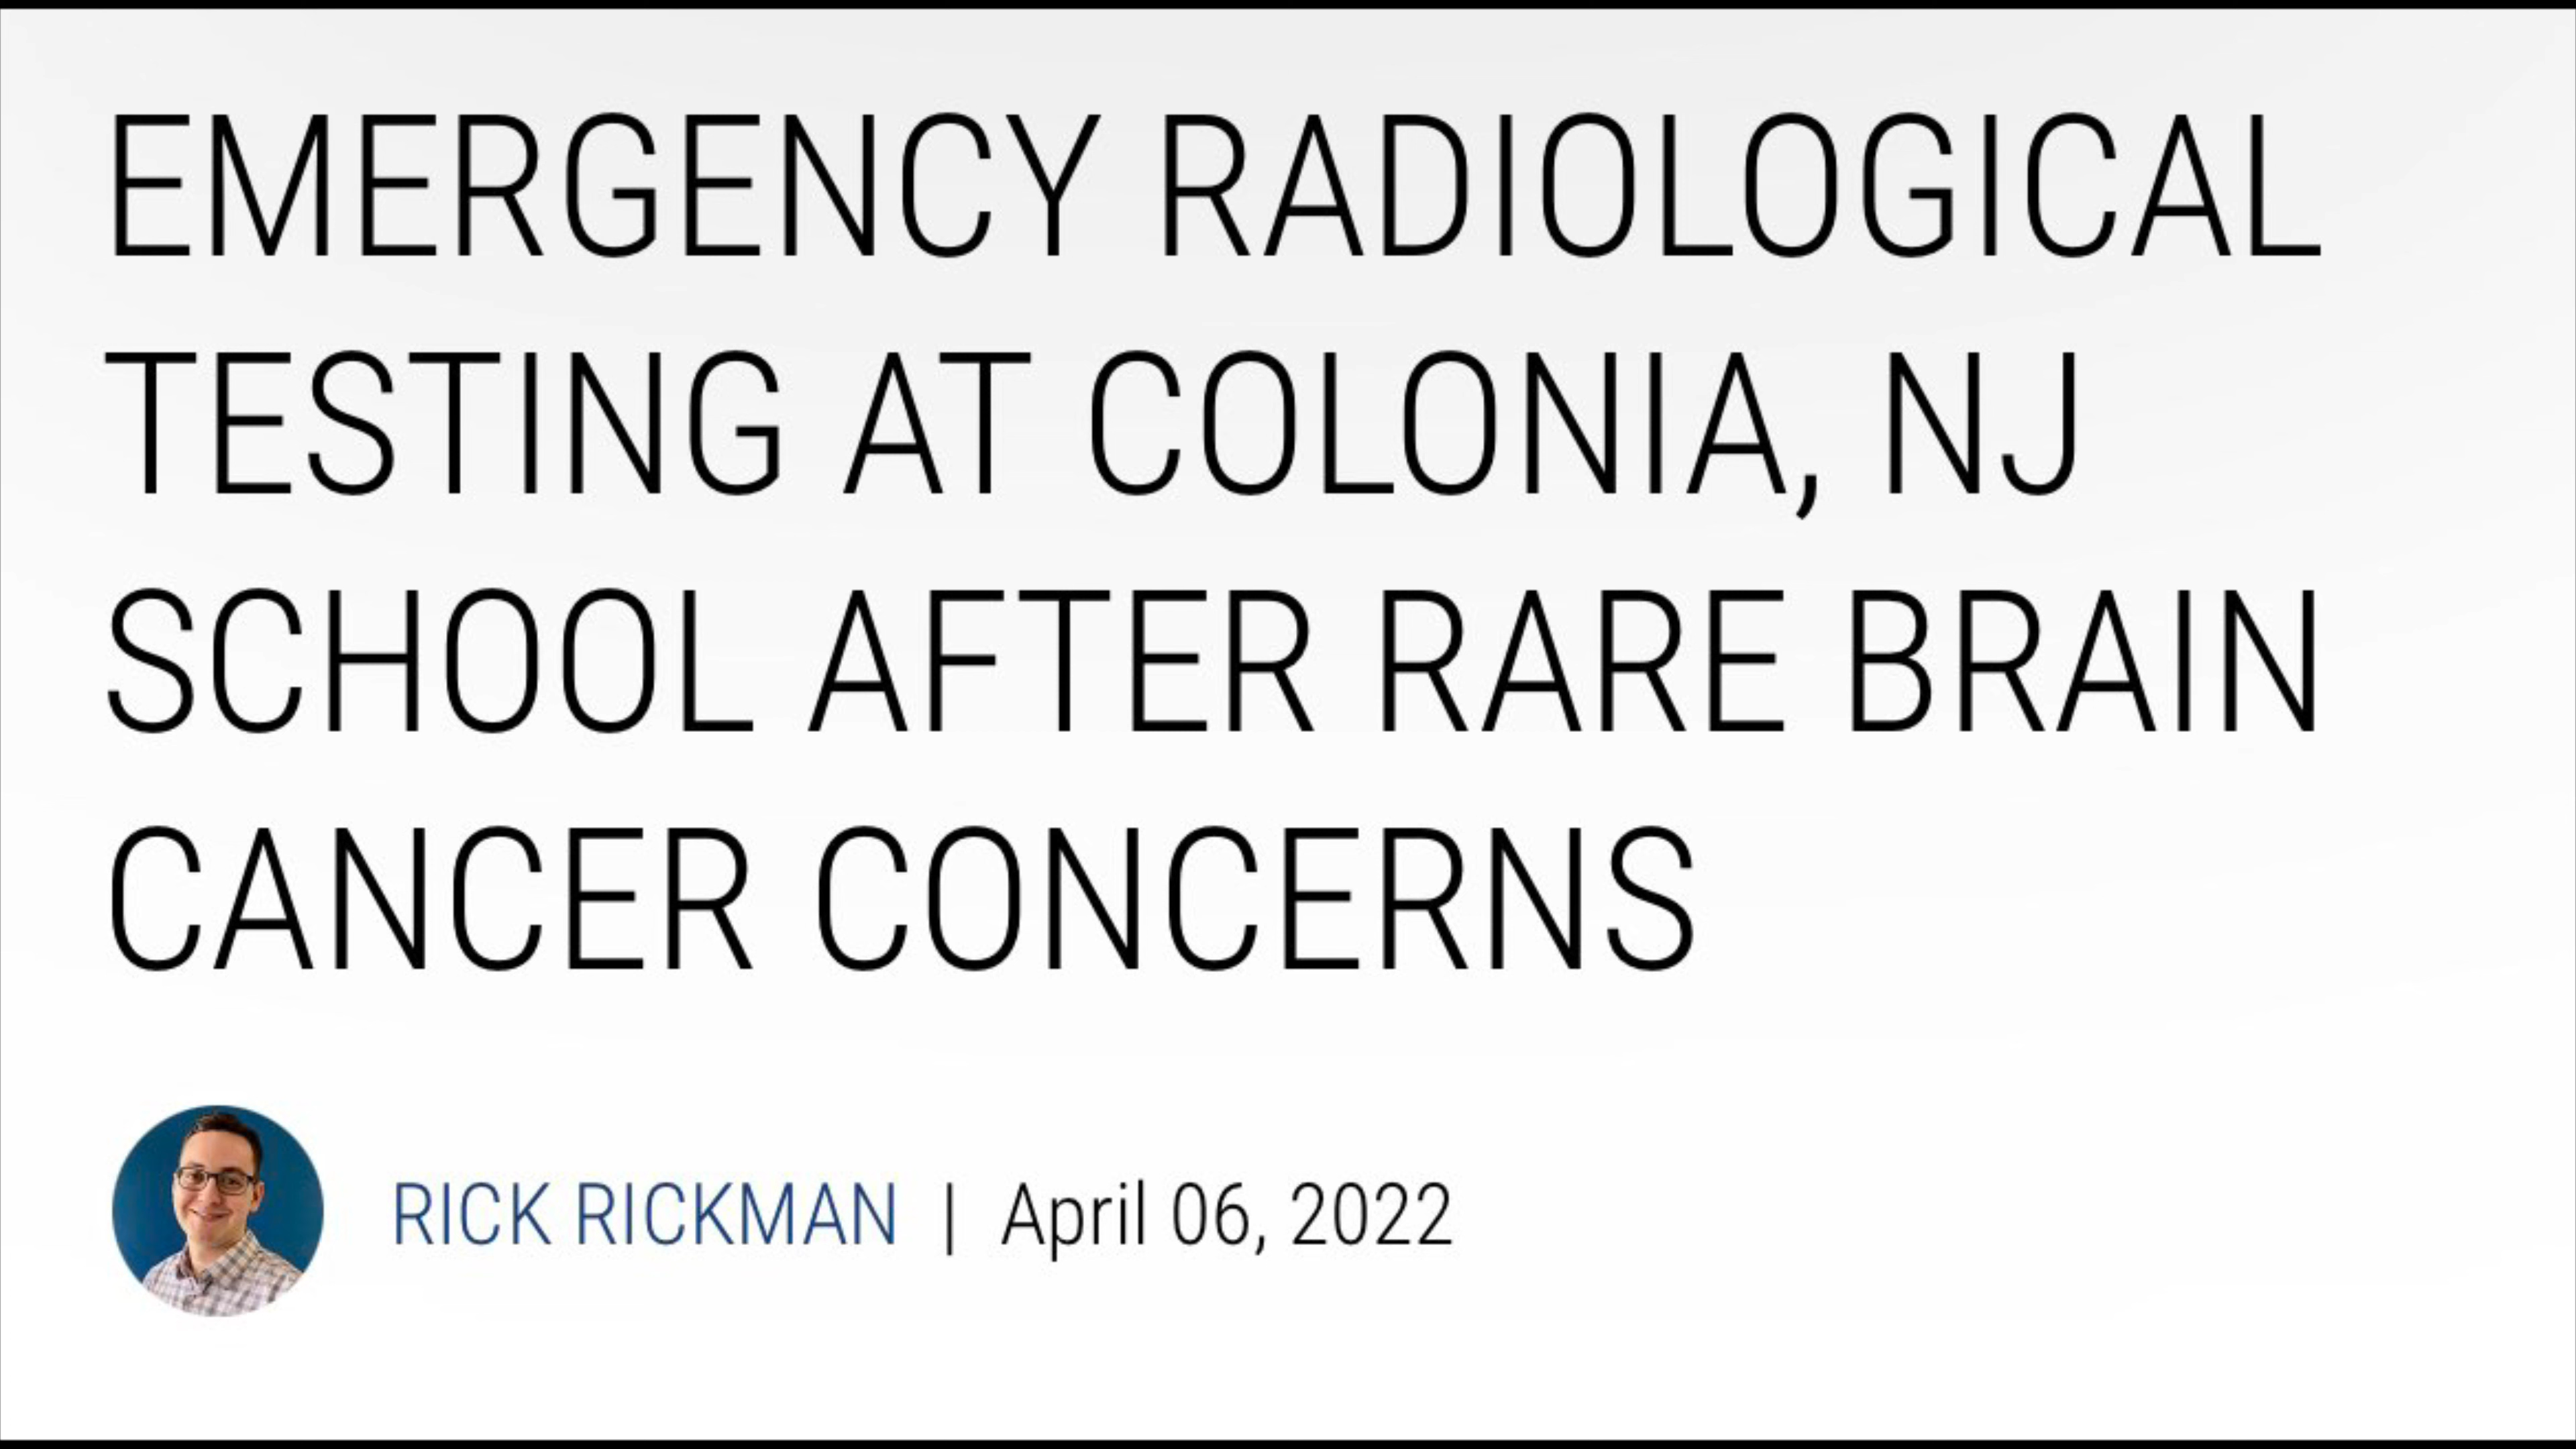 EMERGENCY RADIOLOGICAL
TESTING AT COLONIA, NJ
SCHOOL AFTER RARE BRAIN
CANCER CONCERNS
RICK RICKMAN | April 06, 2022